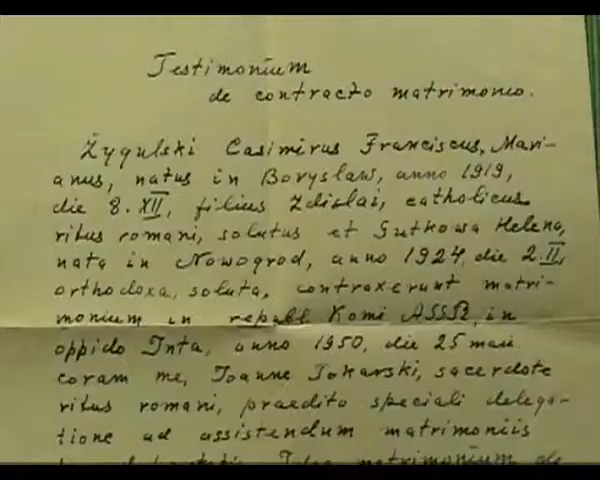 Testimonium
de contracto matrimonio.
Żygulski Casimirus Franciscus, Mari-
anus, natus in Borysław, anno 1919,
die 8. XII, filius Zdislai, catholicus
ritus romani, solutus et Gutkowa Helena,
nata in Nowogrod, anno 1924, die 2.II,
orthodoxa, soluta, contraxerunt matri-
monium in republ Komi ASSR, in
oppido Inta, anno 1950, die 25 maii
coram me, Joanne Tokarski, sacerdote
ritus romani, praedito speciali delega-
tione ad assistendum matrimoniis
matrimonium de